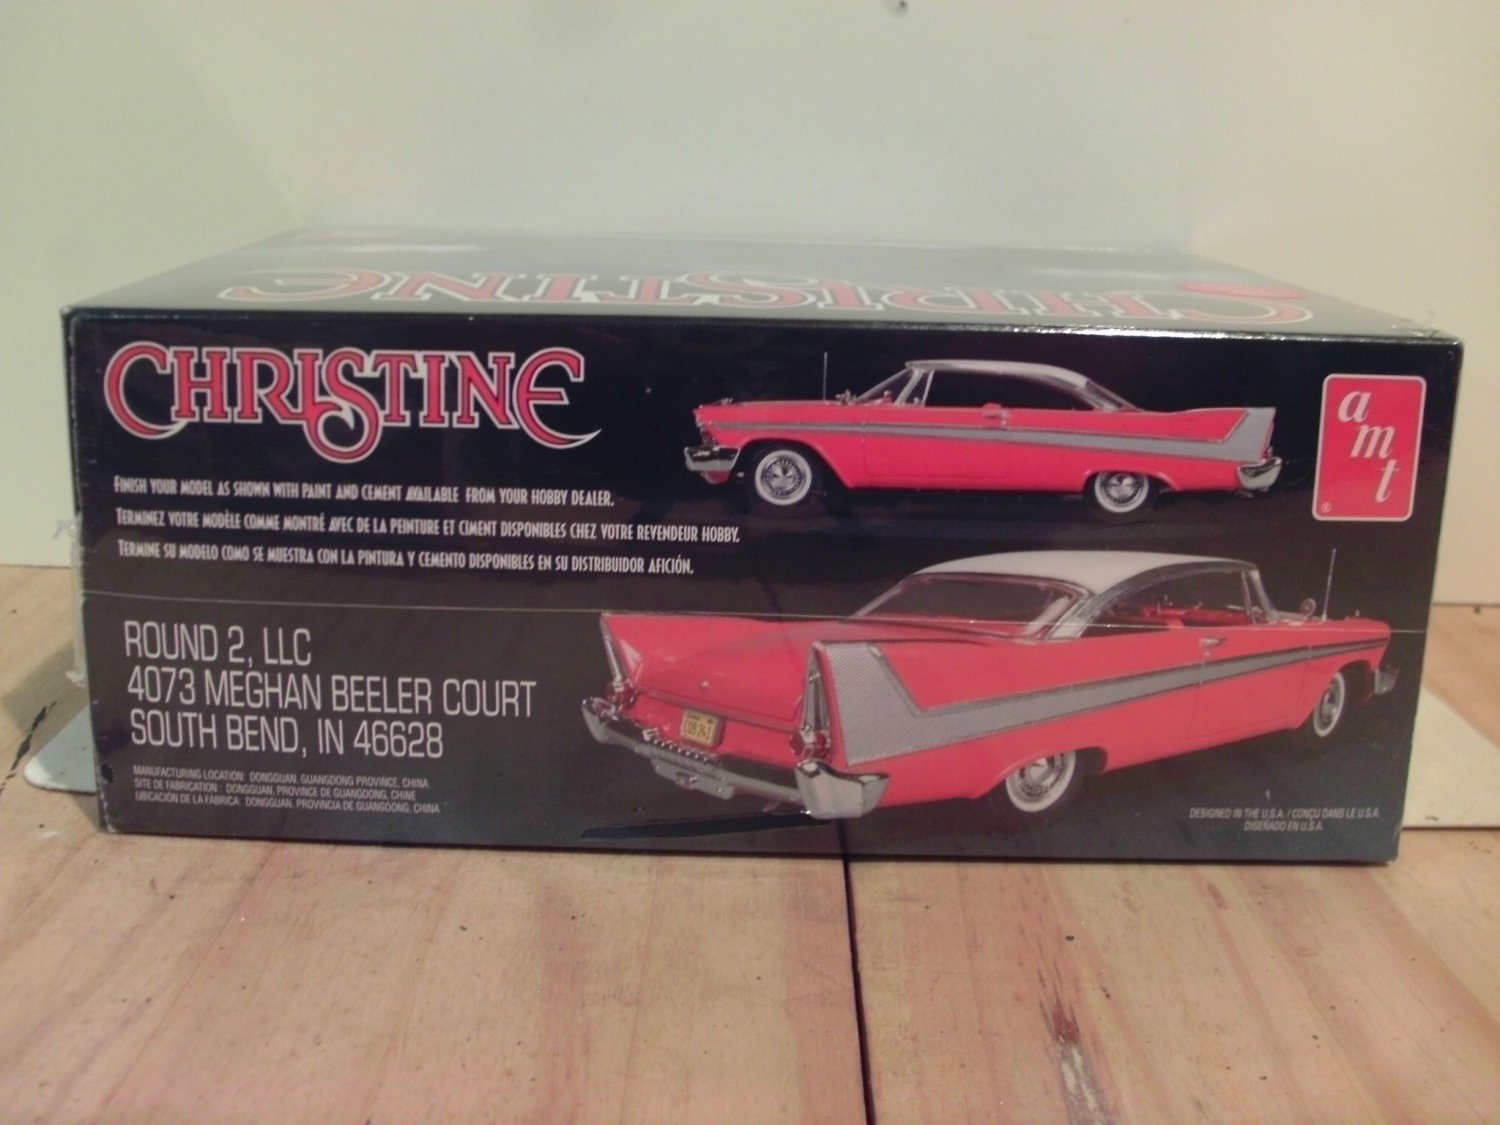 CHRISTINE
CHRISTINE
FINISH YOUR MODEL AS SHOWN WITH PAINT AND CEMENT AVAILABLE FROM YOUR HOBBY DEALER.
TERMINEZ VOTRE MODÈLE COMME MONTRÉ AVEC DE LA PEINTURE ET CIMENT DISPONIBLES CHEZ VOTRE REVENDEUR HOBBY.
TERMINE SU MODELO COMO SE MUESTRA CON LA PINTURA Y CEMENTO DISPONIBLES EN SU DISTRIBUIDOR AFICIÓN.
ROUND 2, LLC
4073 MEGHAN BEELER COURT
SOUTH BEND, IN 46628
MANUFACTURING LOCATION: DONGGUAN, GUANGDONG PROVINCE, CHINA
SITE DE FABRICATION: DONGGUAN, PROVINCE DE GUANGDONG, CHINE
UBICACIÓN DE LA FÁBRICA: DONGGUAN, PROVINCIA DE GUANGDONG, CHINA
amt
®
CQB 241
DESIGNED IN THE U.S.A. / CONÇU DANS LE U.S.A.
DISEÑADO EN U.S.A.